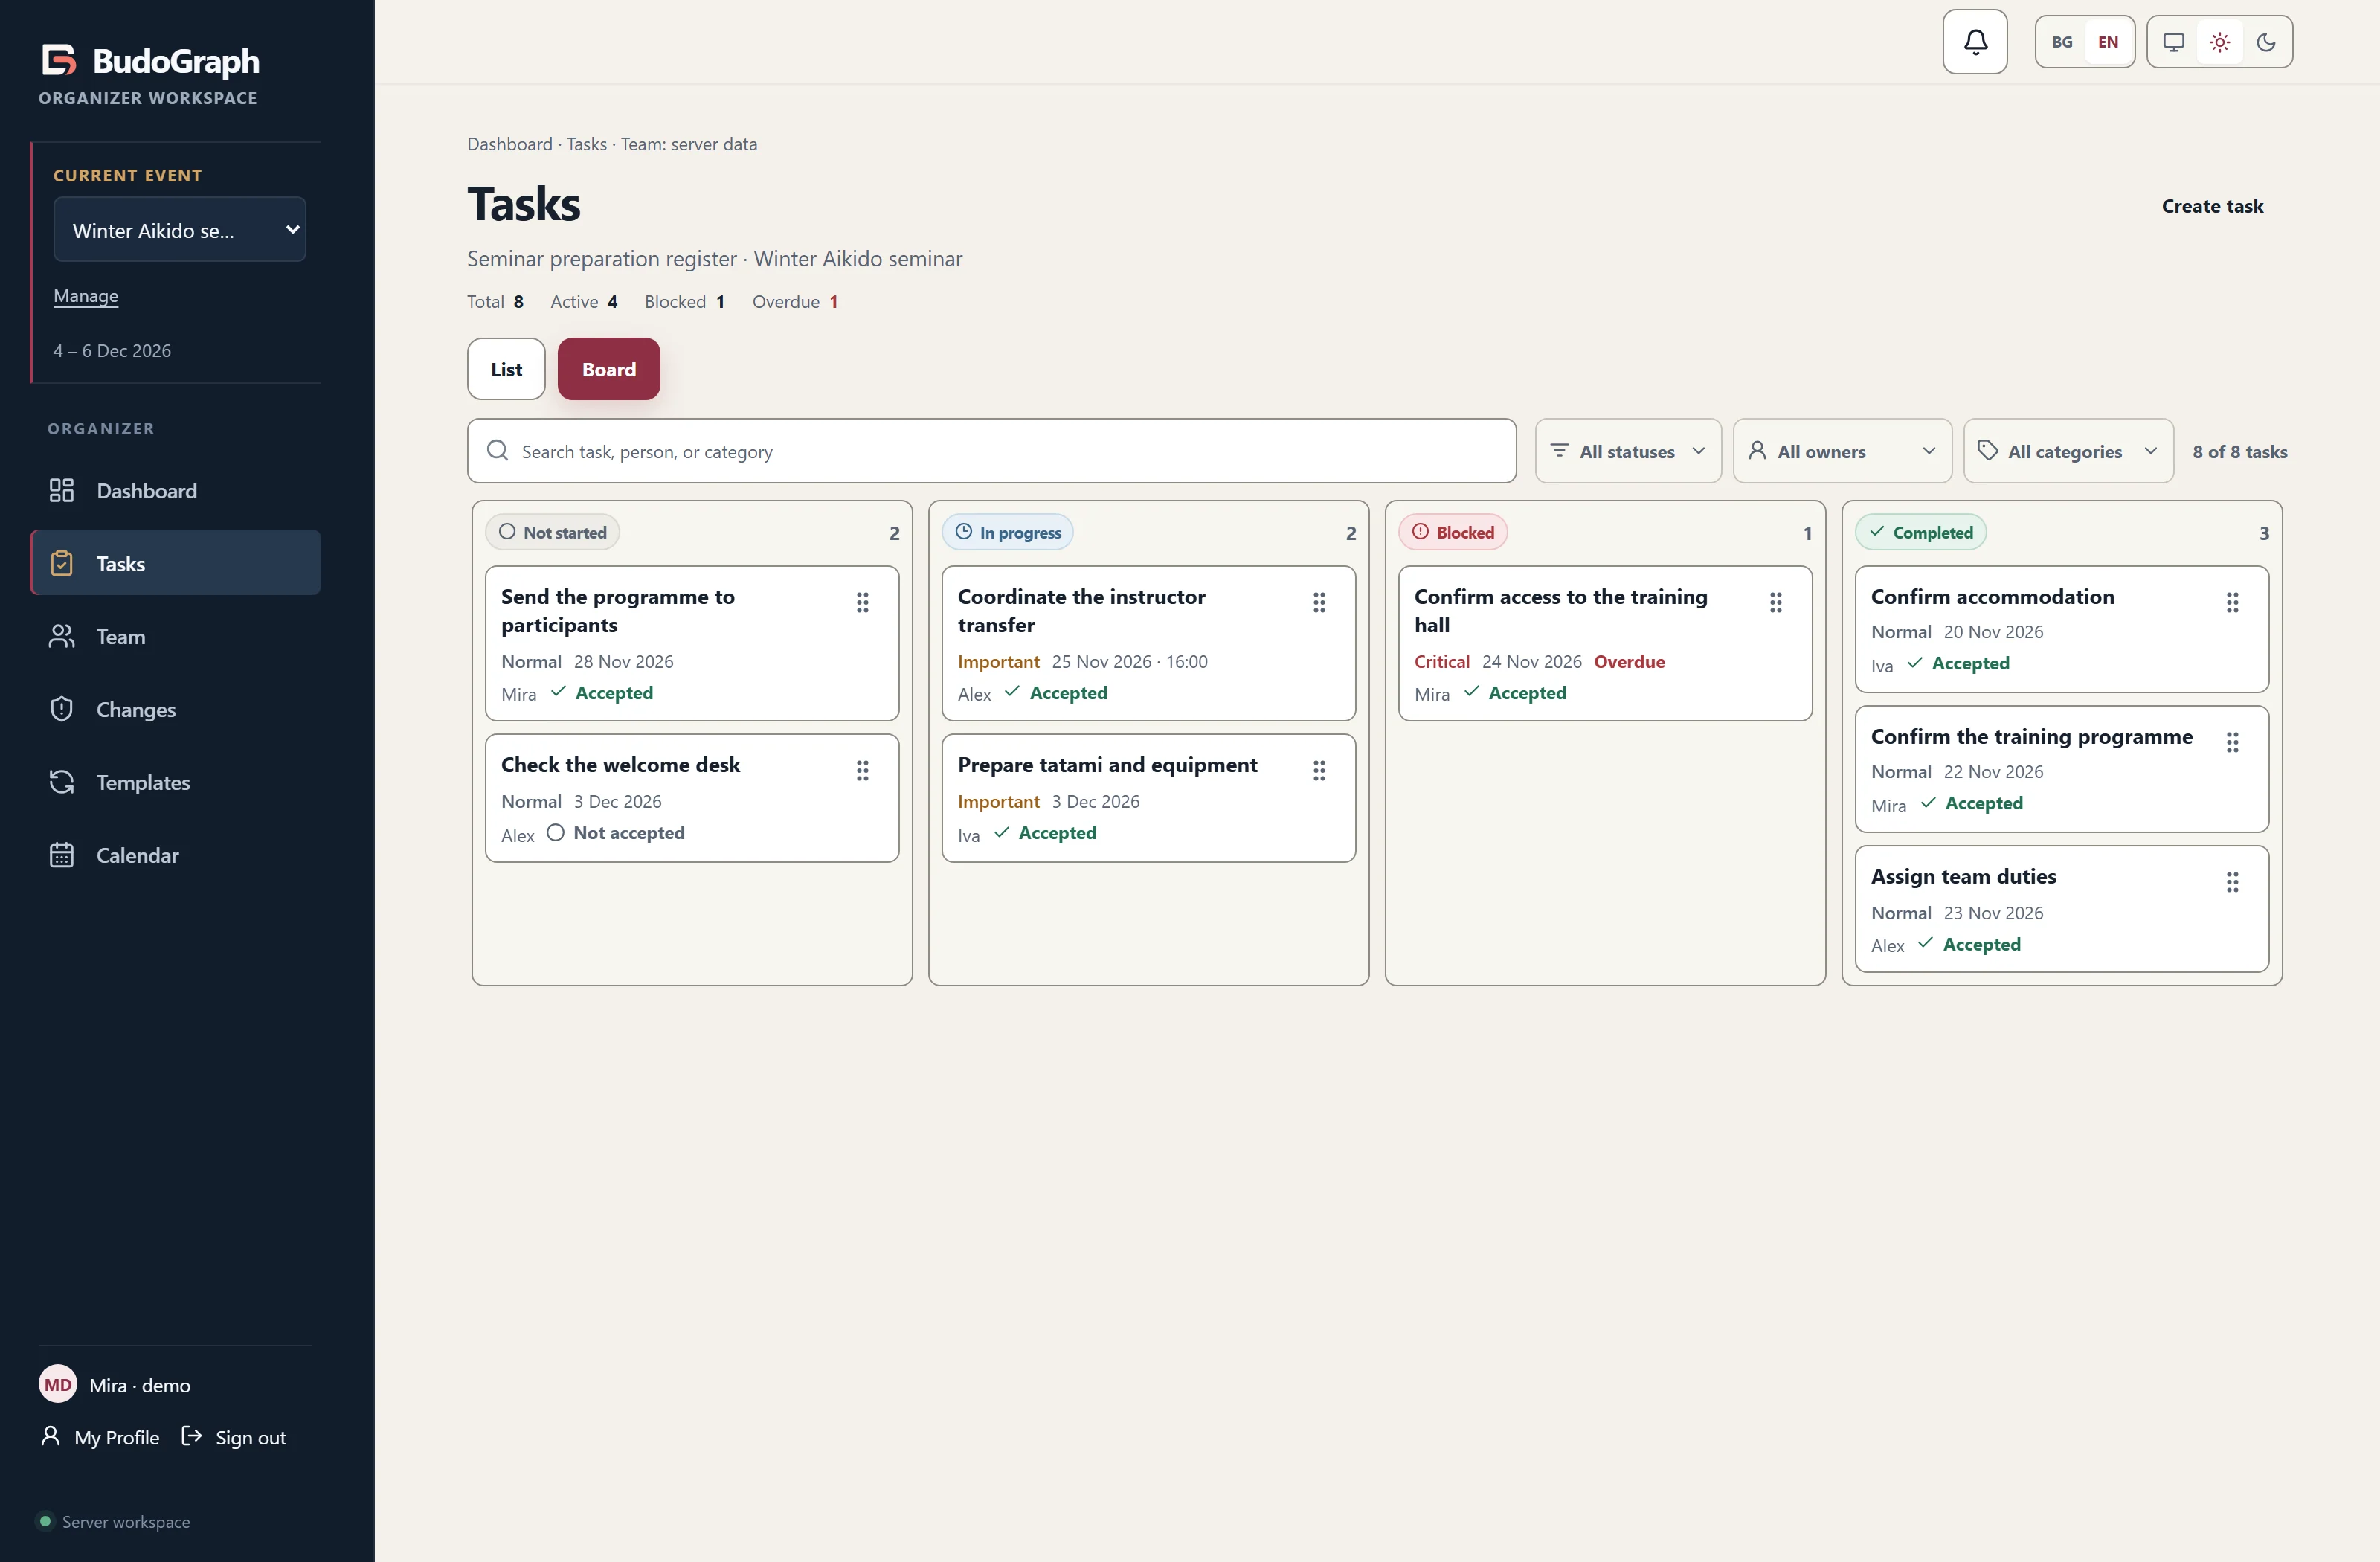 BudoGraph
ORGANIZER WORKSPACE
CURRENT EVENT
Winter Aikido se...
Manage
4 – 6 Dec 2026
ORGANIZER
Dashboard
Tasks
Team
Changes
Templates
Calendar
MD Mira · demo
My Profile Sign out
Server workspace
BG EN
Dashboard · Tasks · Team: server data
Tasks
Create task
Seminar preparation register · Winter Aikido seminar
Total 8 Active 4 Blocked 1 Overdue 1
List Board
Search task, person, or category
All statuses All owners All categories 8 of 8 tasks
Not started 2
Send the programme to
participants
Normal 28 Nov 2026
Mira Accepted
Check the welcome desk
Normal 3 Dec 2026
Alex Not accepted
In progress 2
Coordinate the instructor
transfer
Important 25 Nov 2026 · 16:00
Alex Accepted
Prepare tatami and equipment
Important 3 Dec 2026
Iva Accepted
Blocked 1
Confirm access to the training
hall
Critical 24 Nov 2026 Overdue
Mira Accepted
Completed 3
Confirm accommodation
Normal 20 Nov 2026
Iva Accepted
Confirm the training programme
Normal 22 Nov 2026
Mira Accepted
Assign team duties
Normal 23 Nov 2026
Alex Accepted